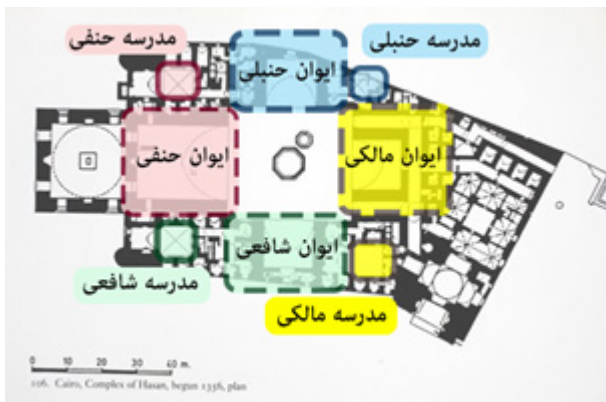 مدرسه حنفی
مدرسه حنبلی
ایوان حنبلی
ایوان مالکی
ایوان حنفی
ایوان شافعی
مدرسه شافعی
مدرسه مالکی
0 10 20 30 40 m.
106. Cairo, Complex of Hasan, begun 1356, plan